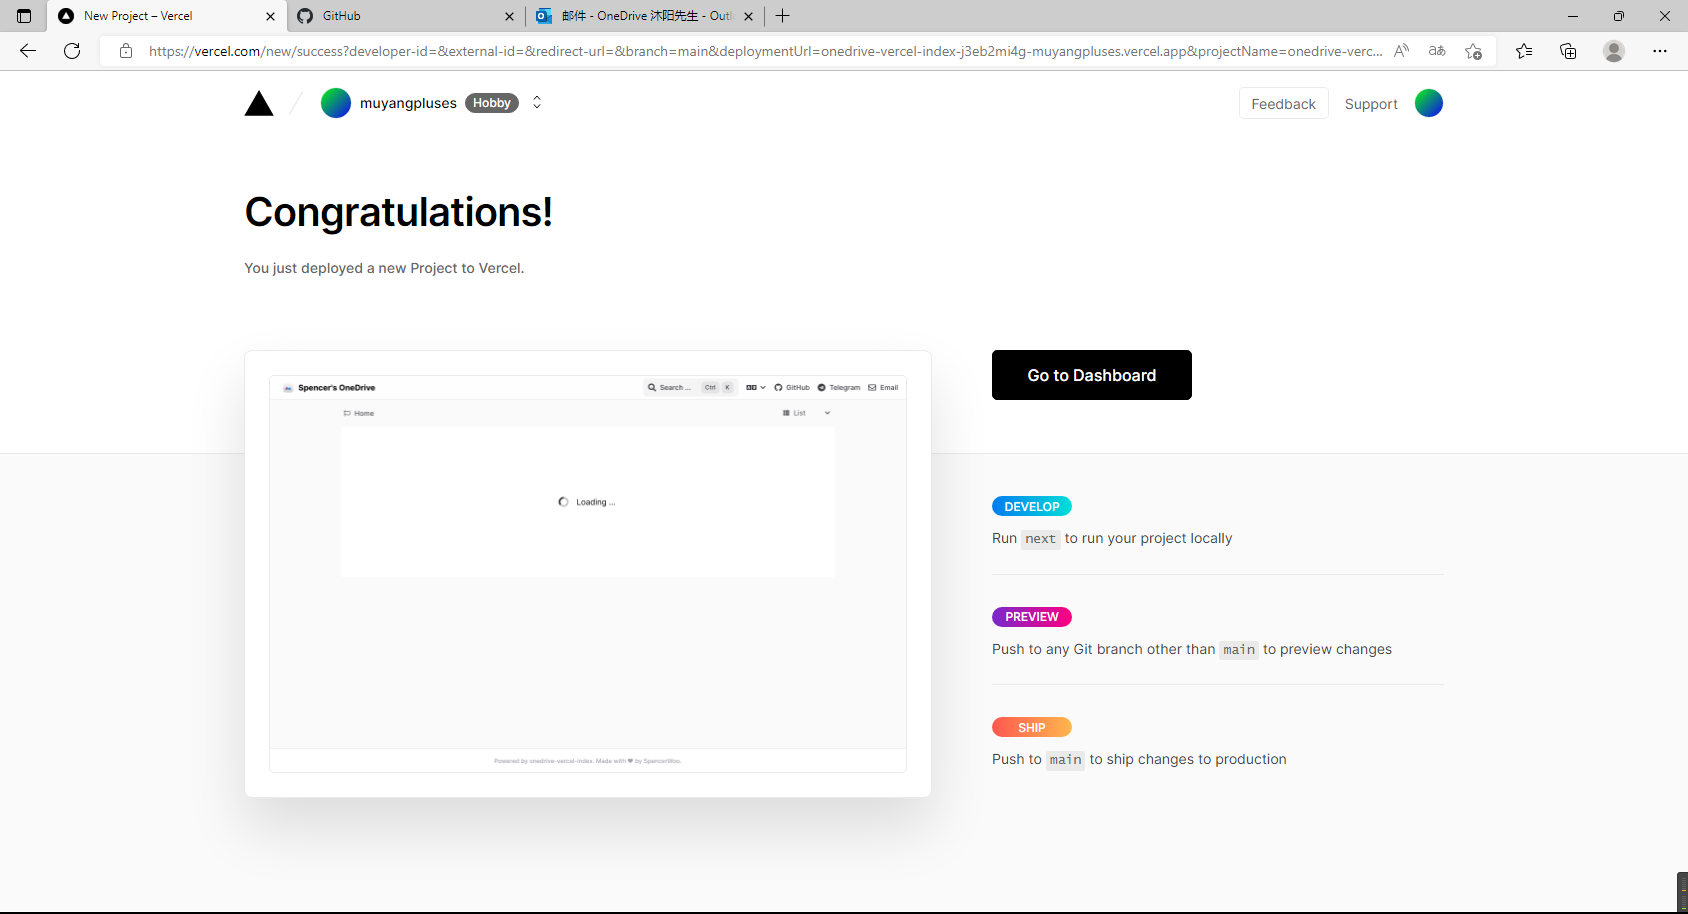 New Project – Vercel
GitHub
邮件 - OneDrive 沐阳先生 - Outl
https://vercel.com/new/success?developer-id=&external-id=&redirect-url=&branch=main&deploymentUrl=onedrive-vercel-index-j3eb2mi4g-muyangpluses.vercel.app&projectName=onedrive-verc...
muyangpluses Hobby
Feedback Support
Congratulations!
You just deployed a new Project to Vercel.
Spencer's OneDrive
Search ... Ctrl K
GitHub Telegram Email
Home
List
Loading ...
Powered by onedrive-vercel-index. Made with ❤ by SpencerWoo.
Go to Dashboard
DEVELOP
Run next to run your project locally
PREVIEW
Push to any Git branch other than main to preview changes
SHIP
Push to main to ship changes to production